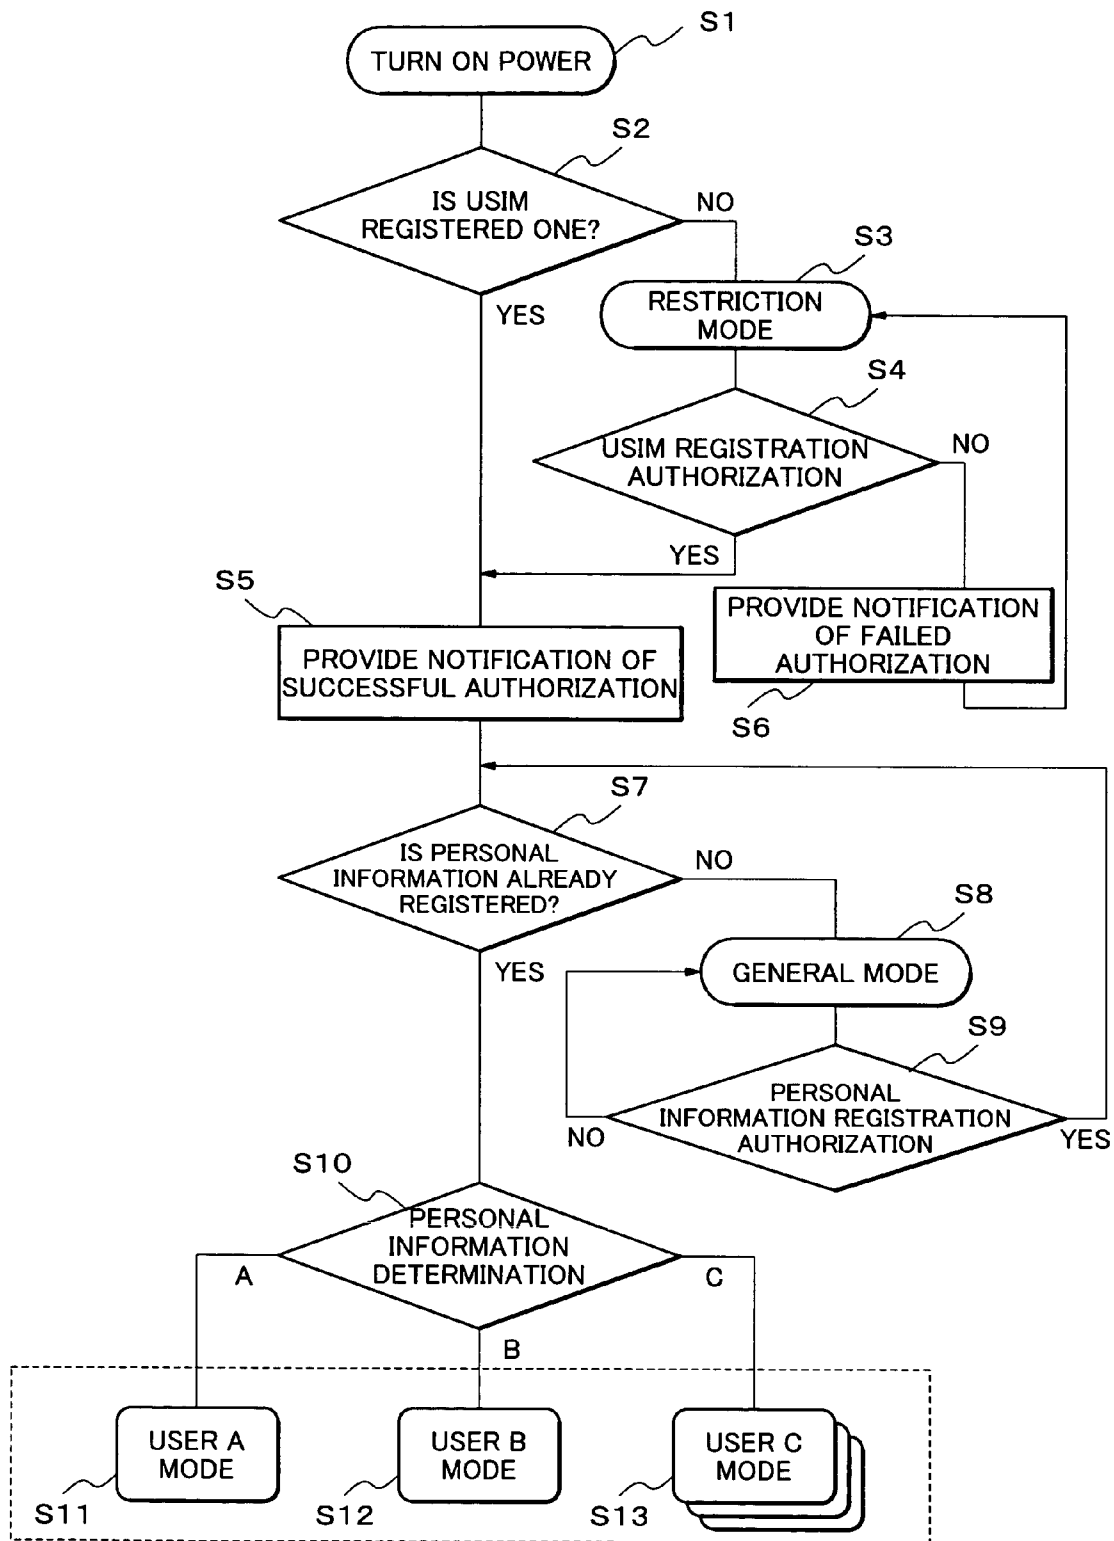 S1
TURN ON POWER
S2
IS USIM
REGISTERED ONE?
NO
YES
S3
RESTRICTION
MODE
S4
USIM REGISTRATION
AUTHORIZATION
NO
YES
S5
PROVIDE NOTIFICATION OF
SUCCESSFUL AUTHORIZATION
PROVIDE NOTIFICATION
OF FAILED
AUTHORIZATION
S6
S7
IS PERSONAL
INFORMATION ALREADY
REGISTERED?
NO
YES
S8
GENERAL MODE
S9
PERSONAL
INFORMATION REGISTRATION
AUTHORIZATION
NO
YES
S10
PERSONAL
INFORMATION
DETERMINATION
A
B
C
USER A
MODE
S11
USER B
MODE
S12
USER C
MODE
S13